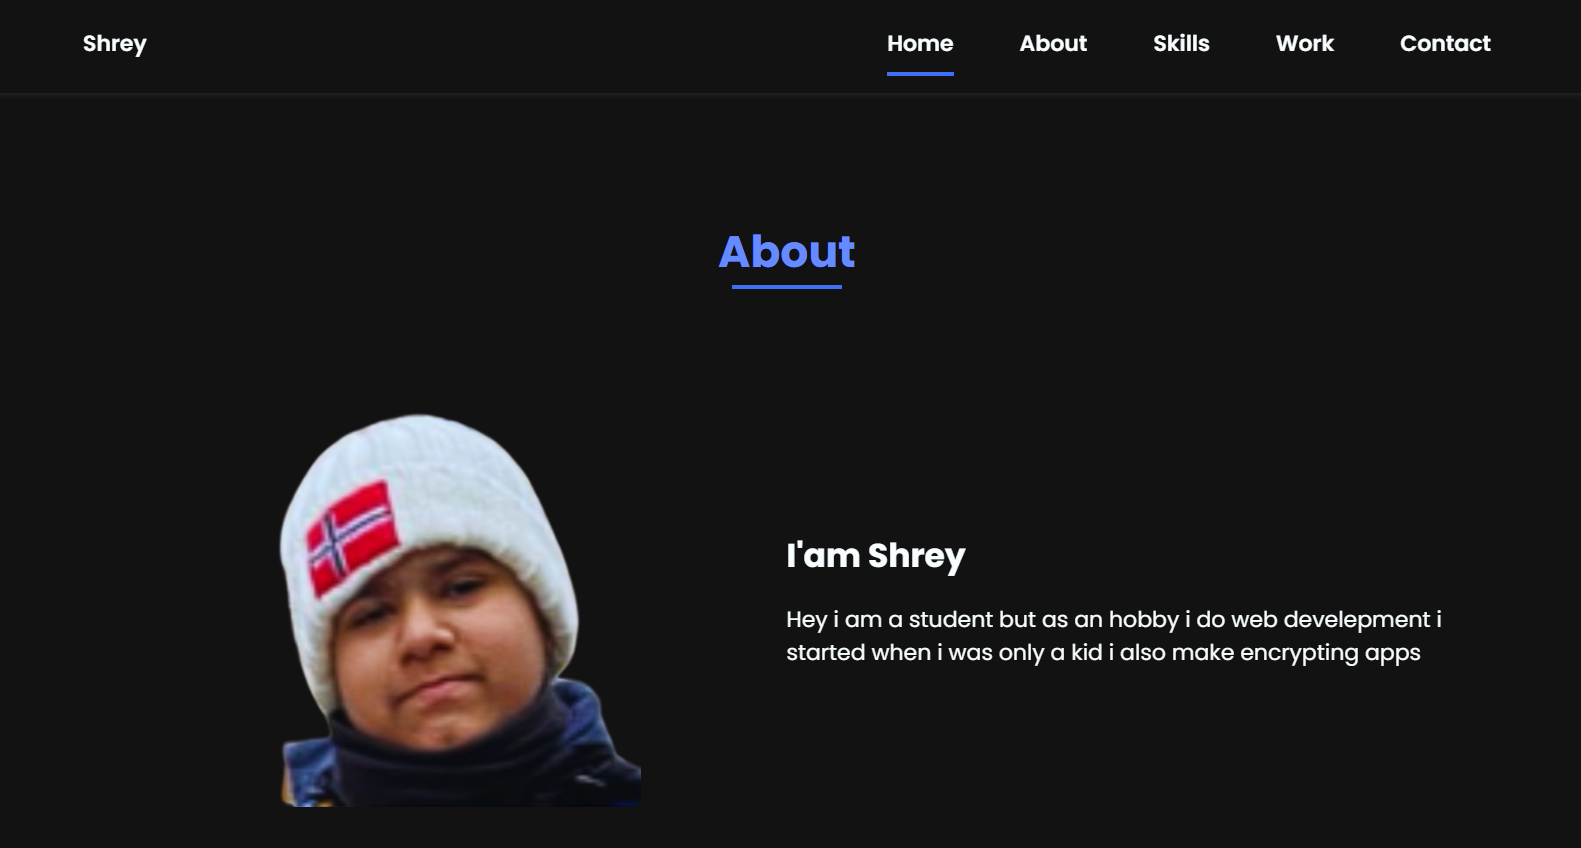 Shrey
Home About Skills Work Contact
About
I'am Shrey
Hey i am a student but as an hobby i do web develepment i
started when i was only a kid i also make encrypting apps